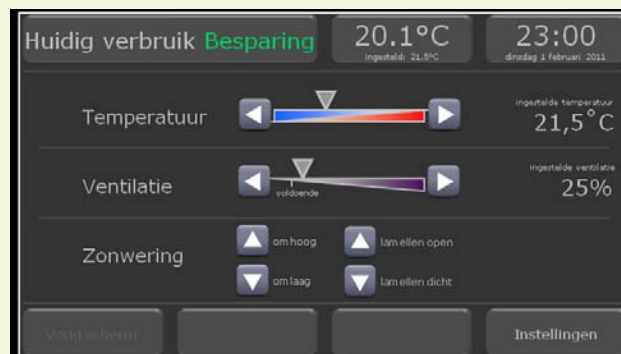 Huidig verbruik Besparing
20.1°C
ingesteld: 21.5°C
23:00
dinsdag 1 februari 2011
Temperatuur
ingestelde temperatuur
21,5°C
Ventilatie
voldoende
ingestelde ventilatie
25%
Zonwering
omhoog
lamellen open
omlaag
lamellen dicht
Vorig scherm
Instellingen